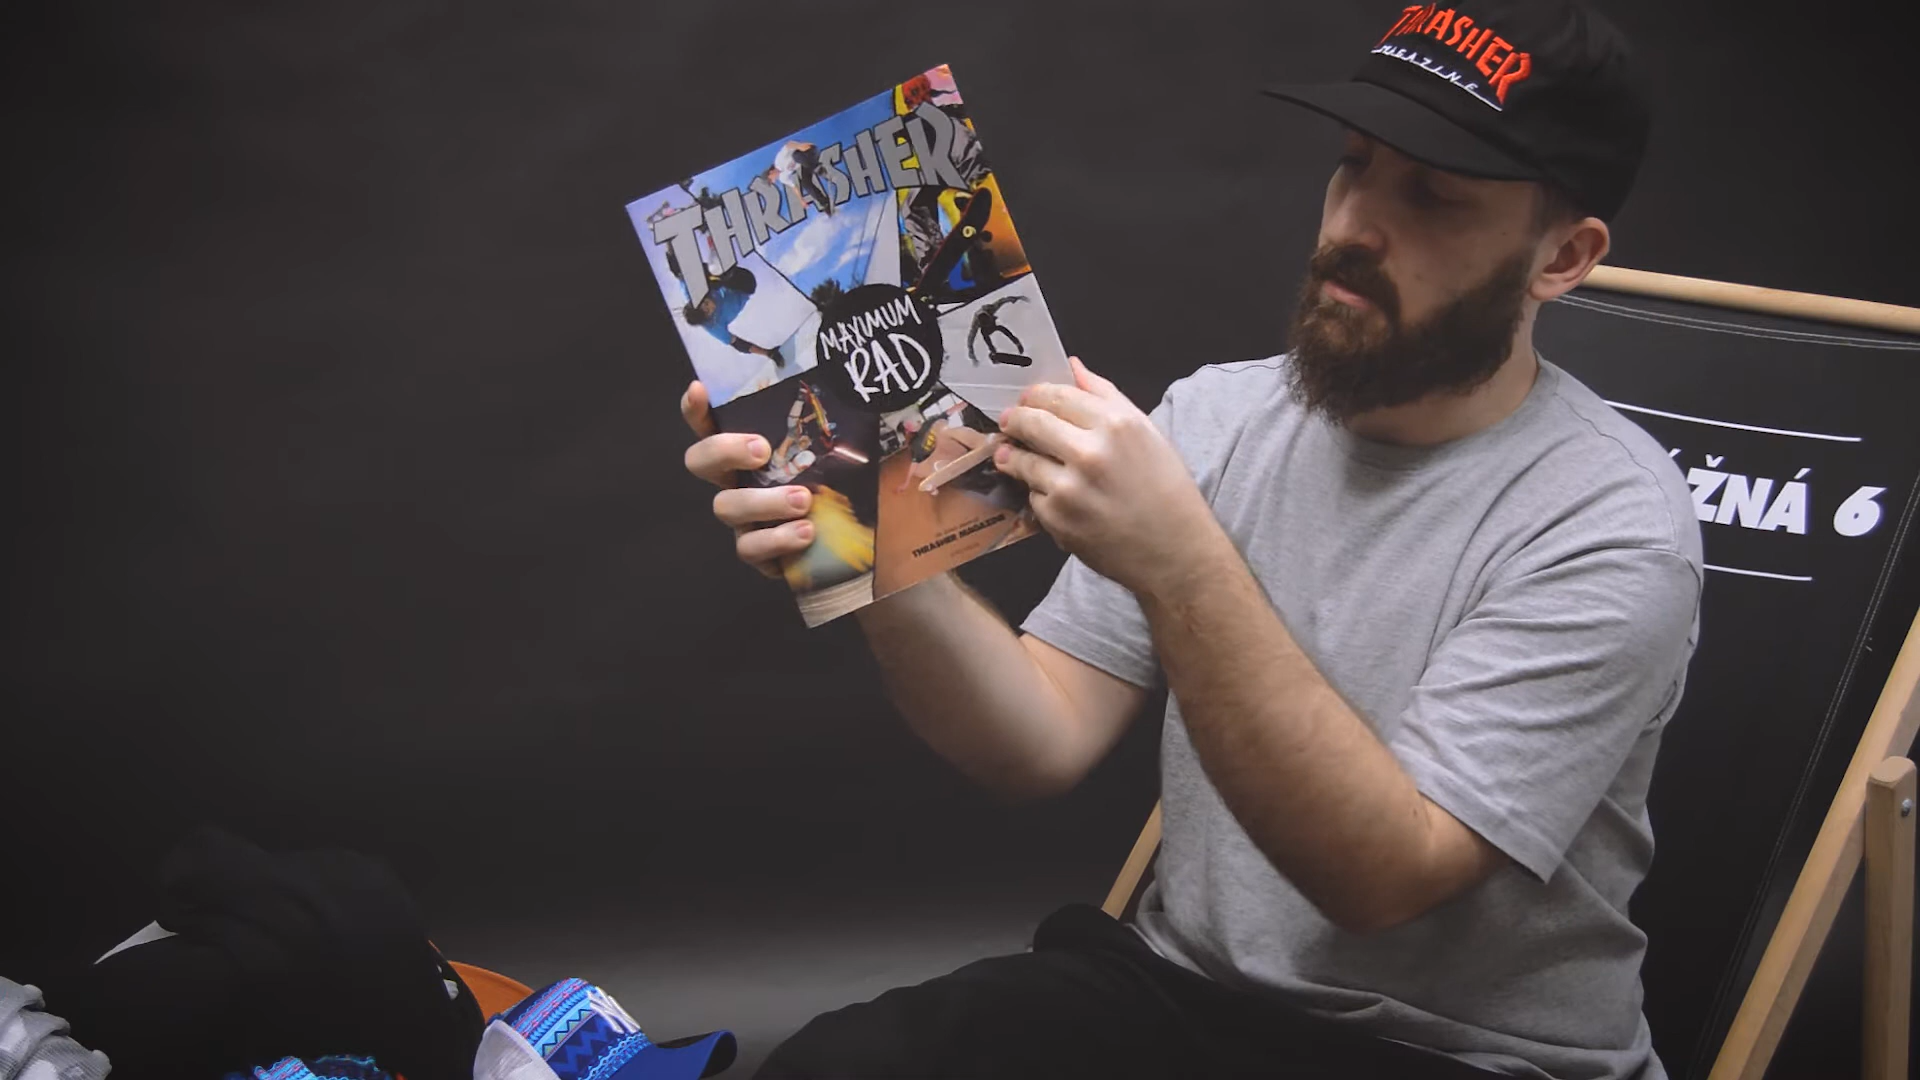 THRASHER
MAGAZINE
THRASHER
MAXIMUM
RAD
THRASHER MAGAZINE
ŽNÁ 6